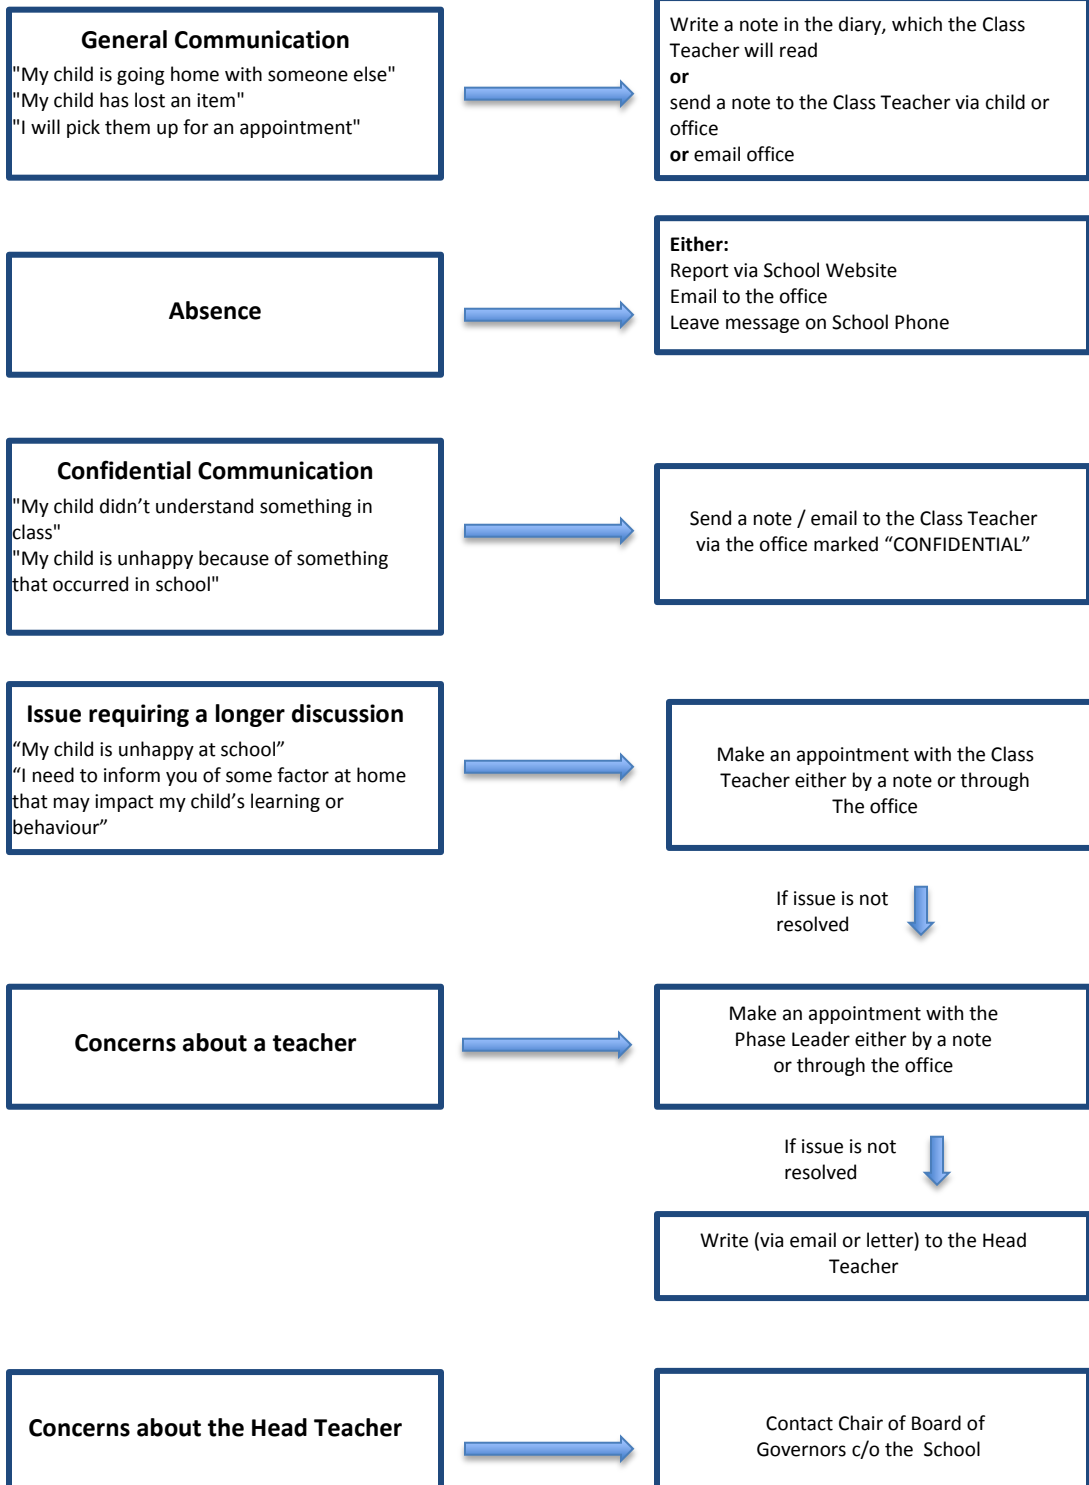 General Communication
"My child is going home with someone else"
"My child has lost an item"
"I will pick them up for an appointment"
Write a note in the diary, which the Class
Teacher will read
or
send a note to the Class Teacher via child or
office
or email office
Absence
Either:
Report via School Website
Email to the office
Leave message on School Phone
Confidential Communication
"My child didn’t understand something in
class"
"My child is unhappy because of something
that occurred in school"
Send a note / email to the Class Teacher
via the office marked “CONFIDENTIAL”
Issue requiring a longer discussion
“My child is unhappy at school”
“I need to inform you of some factor at home
that may impact my child’s learning or
behaviour”
Make an appointment with the Class
Teacher either by a note or through
The office
If issue is not
resolved
Concerns about a teacher
Make an appointment with the
Phase Leader either by a note
or through the office
If issue is not
resolved
Write (via email or letter) to the Head
Teacher
Concerns about the Head Teacher
Contact Chair of Board of
Governors c/o the School